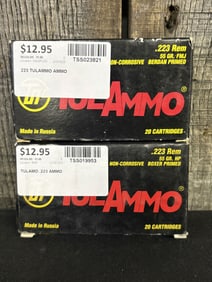 $12.95
TSS023821
223 TULAMMO AMMO
.223 Rem
55 GR. FMJ
NON-CORROSIVE BERDAN PRIMED
TULAMMO
Made in Russia
20 CARTRIDGES
$12.95
TSS019953
TULAMO .223 AMMO
.223 Rem
55 GR. HP
NON-CORROSIVE BOXER PRIMED
TULAMMO
Made in Russia
20 CARTRIDGES